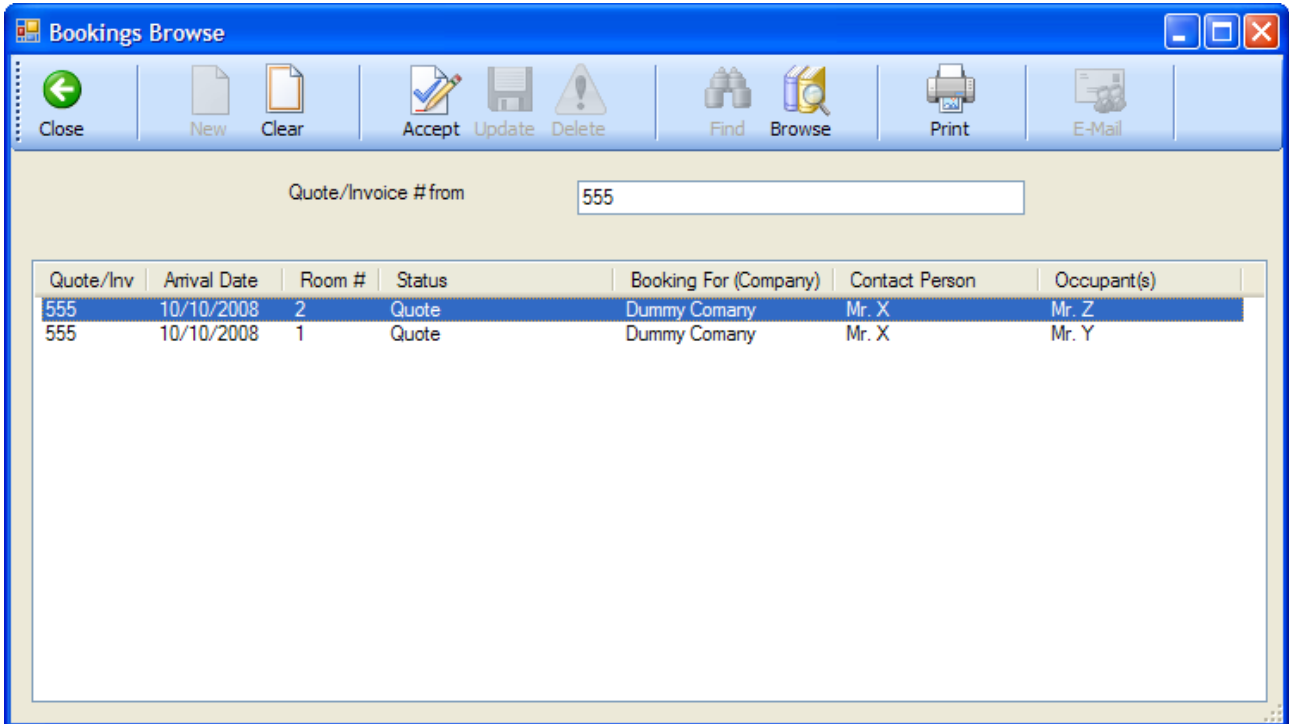 Bookings Browse
Close New Clear Accept Update Delete Find Browse Print E-Mail
Quote/Invoice # from 555
Quote/Inv Arrival Date Room # Status Booking For (Company) Contact Person Occupant(s)
555 10/10/2008 2 Quote Dummy Comany Mr. X Mr. Z
555 10/10/2008 1 Quote Dummy Comany Mr. X Mr. Y